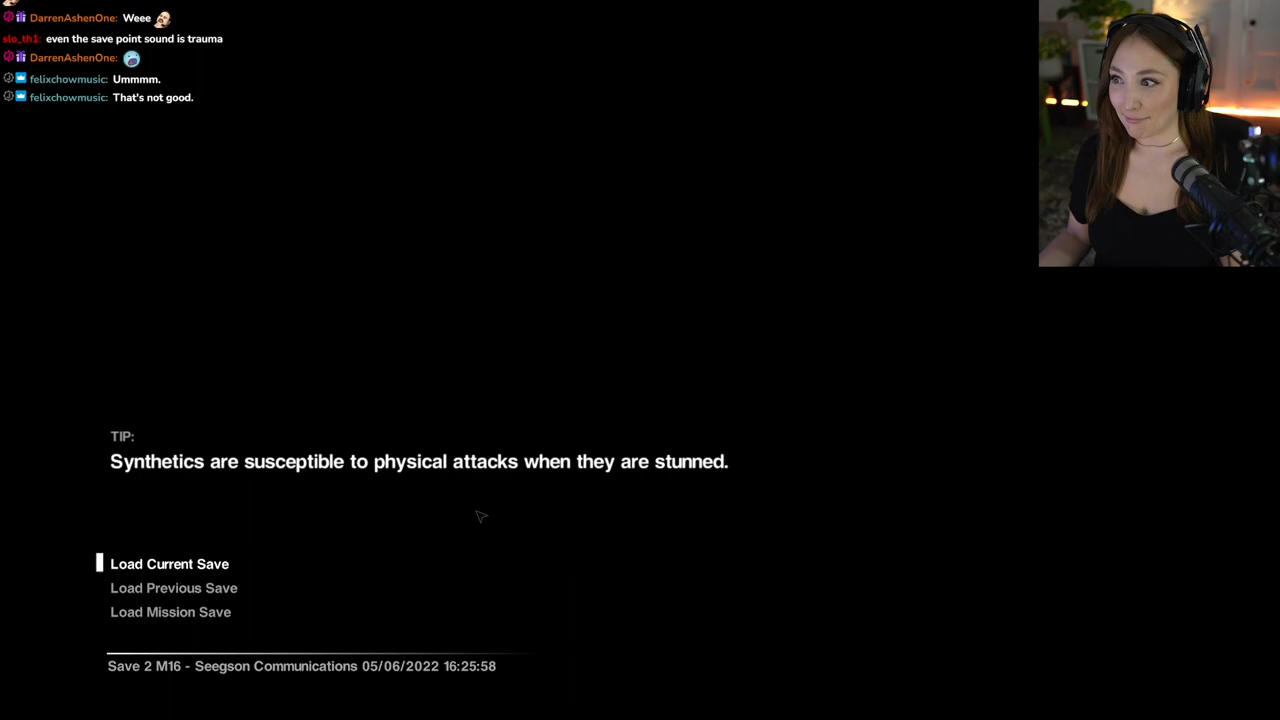 DarrenAshenOne: Weee
slo_th1: even the save point sound is trauma
DarrenAshenOne:
felixchowmusic: Ummmm.
felixchowmusic: That's not good.
TIP:
Synthetics are susceptible to physical attacks when they are stunned.
Load Current Save
Load Previous Save
Load Mission Save
Save 2 M16 - Seegson Communications 05/06/2022 16:25:58